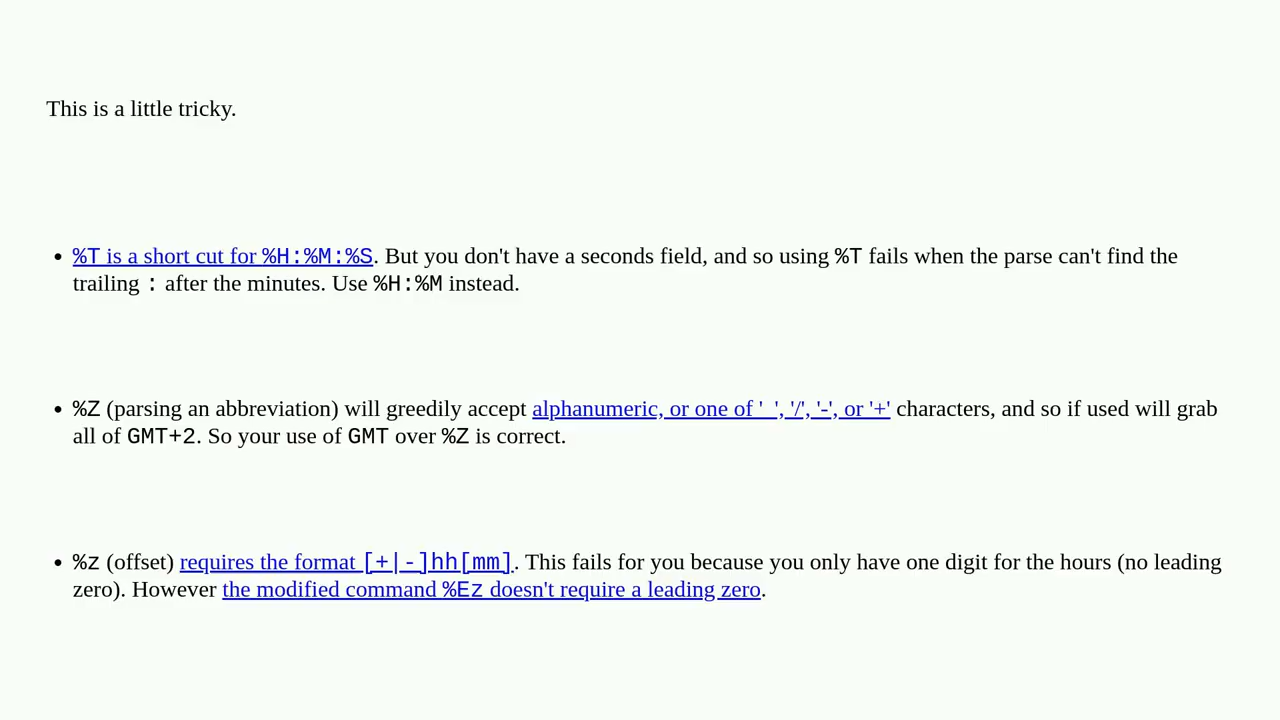 This is a little tricky.
• %T is a short cut for %H:%M:%S. But you don't have a seconds field, and so using %T fails when the parse can't find the
trailing : after the minutes. Use %H:%M instead.
• %Z (parsing an abbreviation) will greedily accept alphanumeric, or one of '_', '/', '-', or '+' characters, and so if used will grab
all of GMT+2. So your use of GMT over %Z is correct.
• %z (offset) requires the format [+|-]hh[mm]. This fails for you because you only have one digit for the hours (no leading
zero). However the modified command %Ez doesn't require a leading zero.